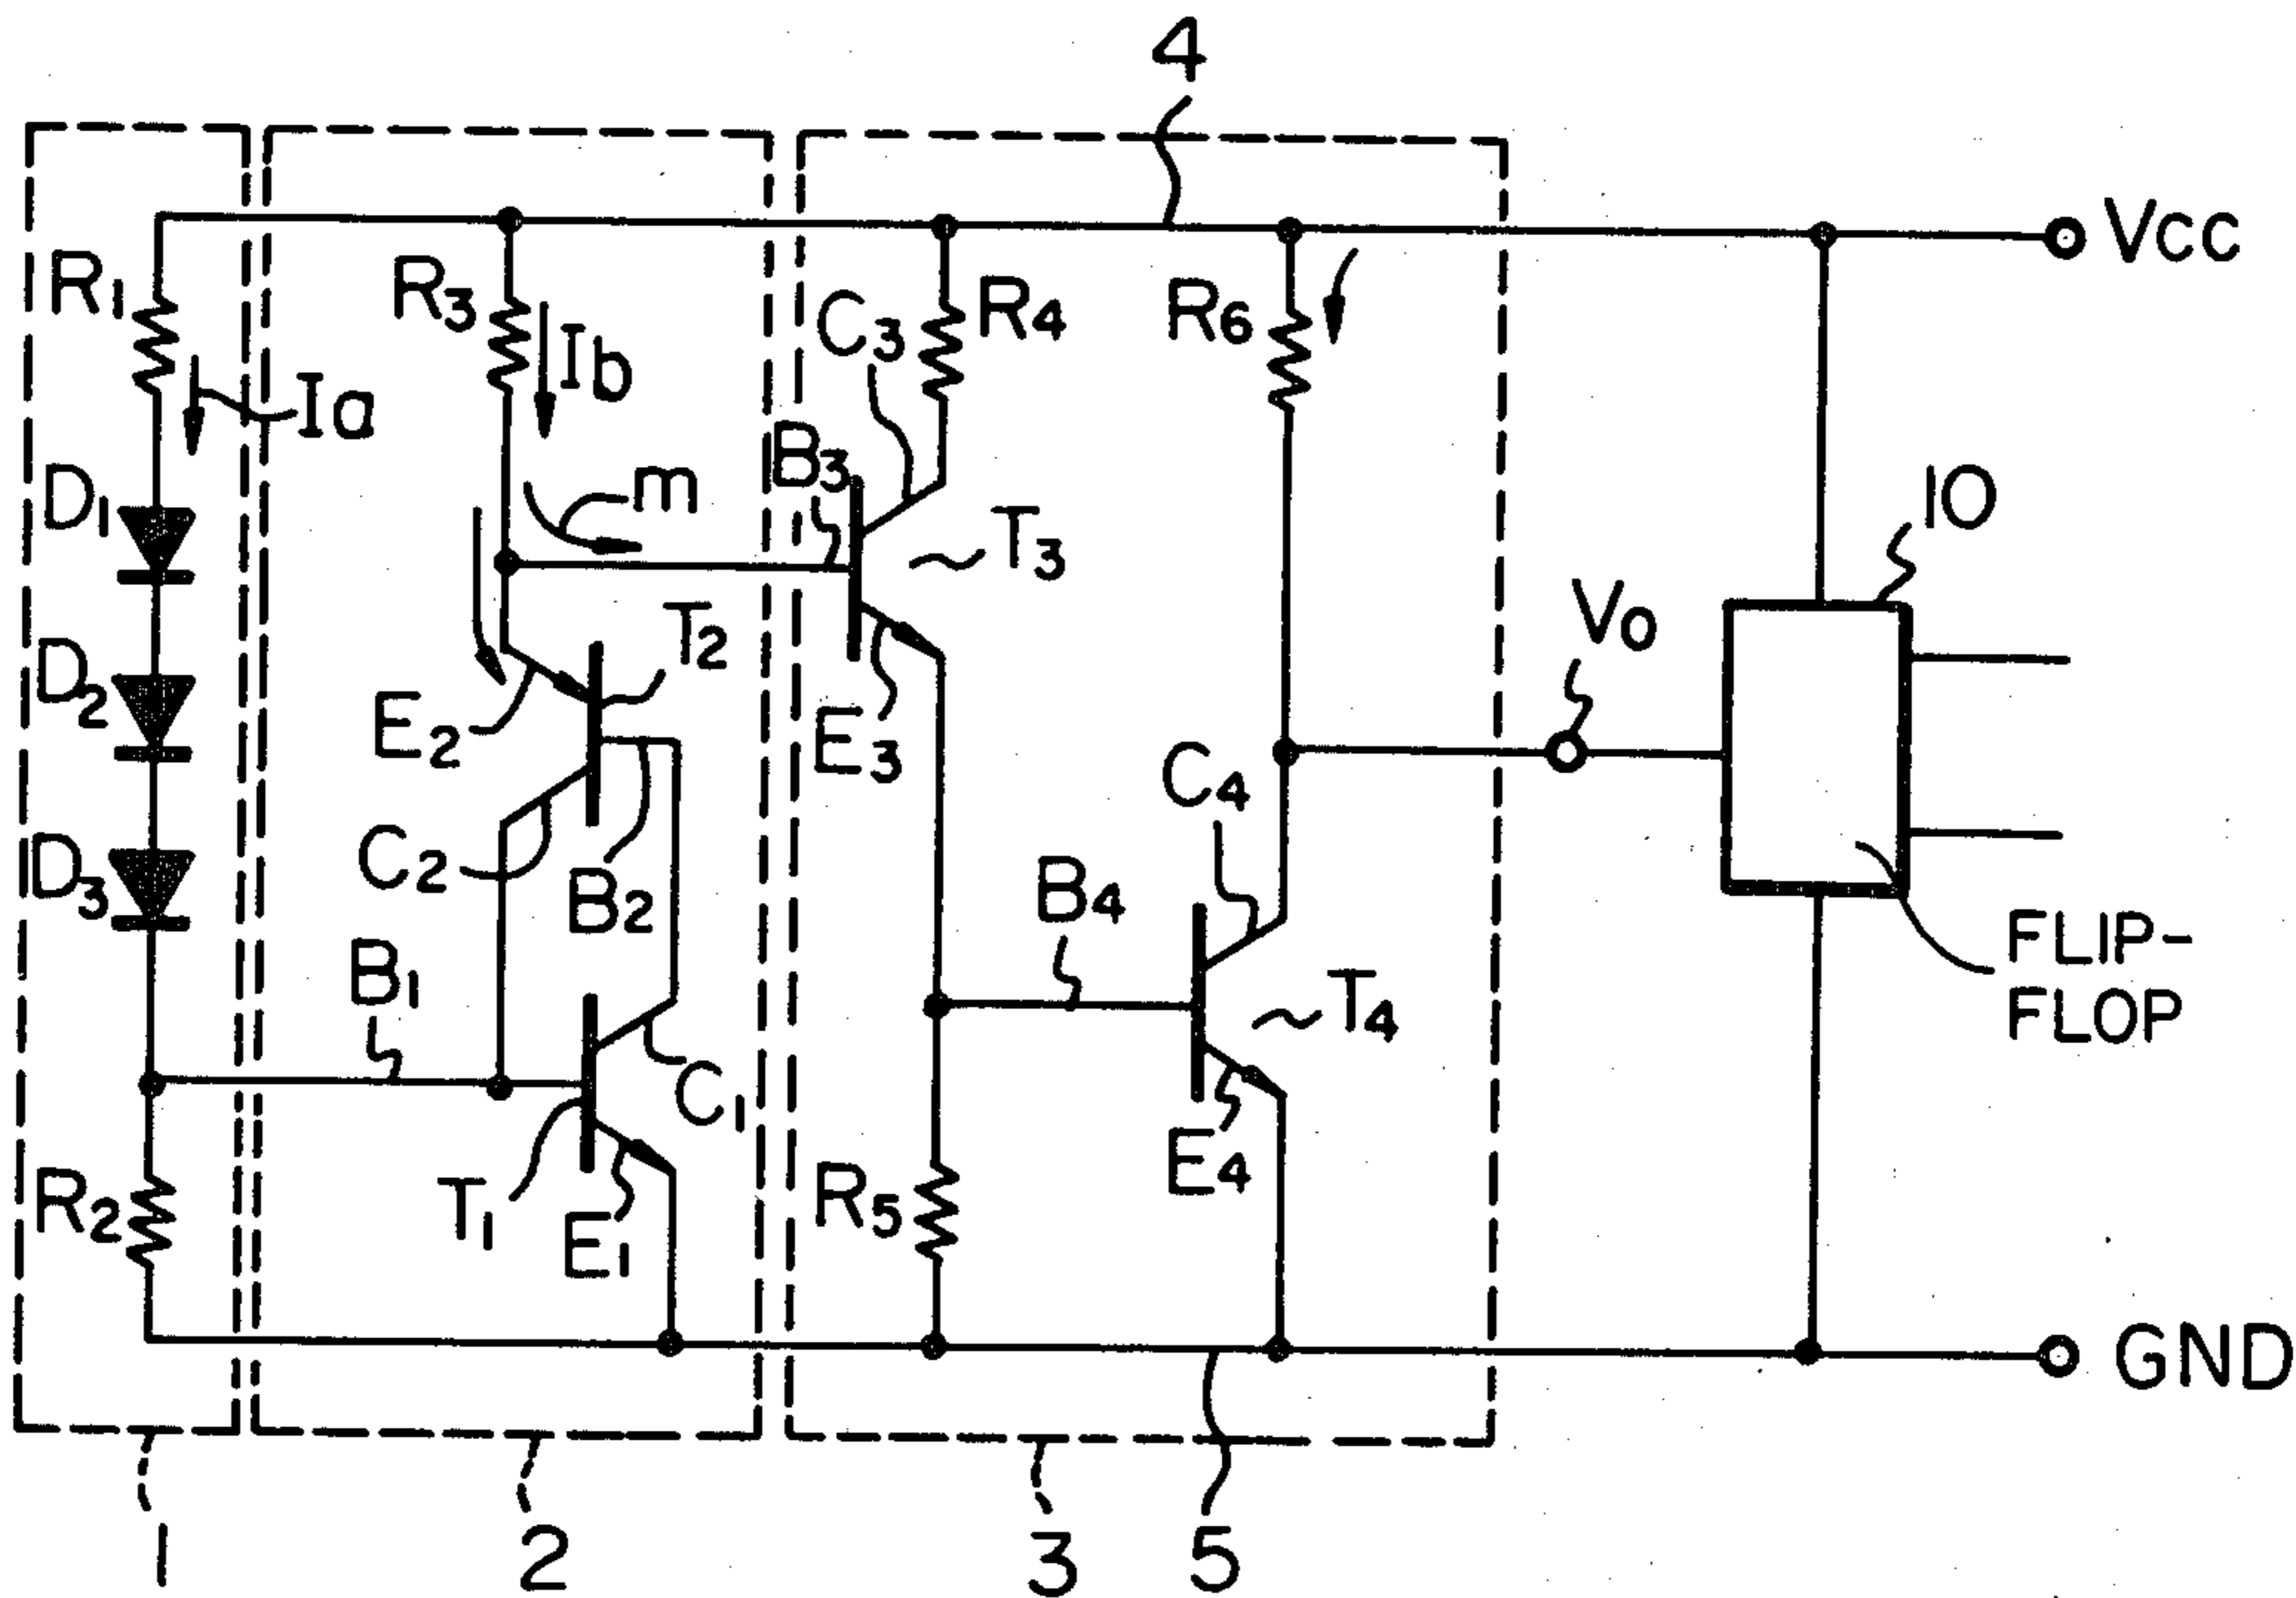 4
VCC
R1
R3
C3
R4
R6
Ia
Ib
D1
m
B3
T3
10
D2
E2
T2
E3
Vo
C4
D3
C2
B2
B4
FLIP-
FLOP
B1
C1
T4
R2
T1
E1
R5
E4
GND
1
2
3
5